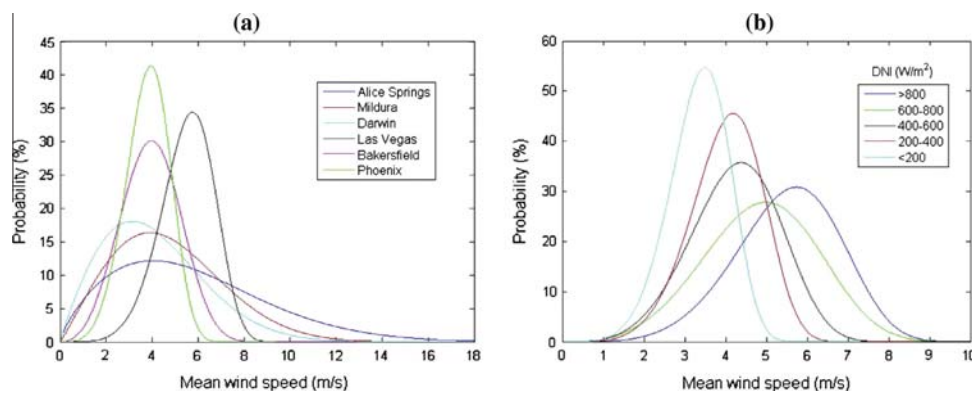 (a)
45
40
35
30
25
20
15
10
5
0
Probability (%)
Alice Springs
Mildura
Darwin
Las Vegas
Bakersfield
Phoenix
0 2 4 6 8 10 12 14 16 18
Mean wind speed (m/s)
(b)
60
50
40
30
20
10
0
Probability (%)
DNI (W/m²)
>800
600-800
400-600
200-400
<200
0 1 2 3 4 5 6 7 8 9 10
Mean wind speed (m/s)